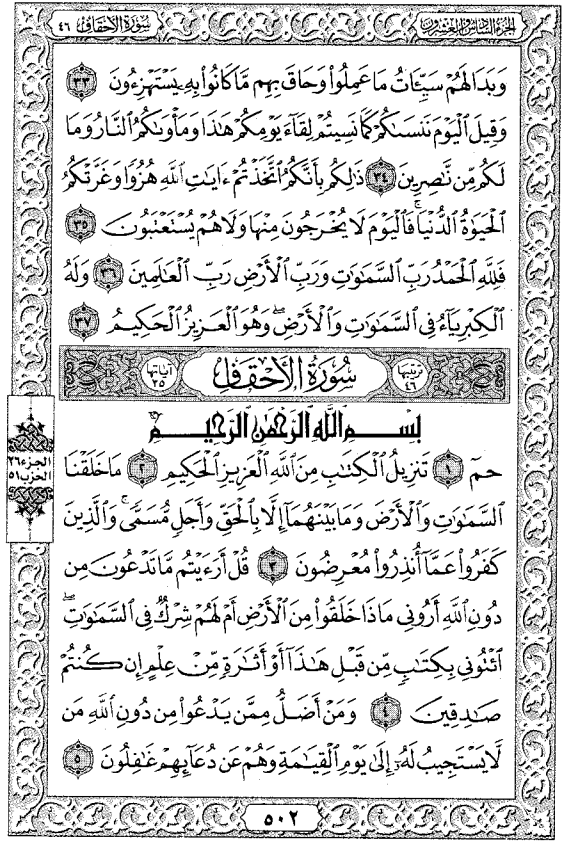 الجزء السادس والعشرون
سورة الأحقاف ٤٦
وَبَدَا لَهُمْ سَيِّـَٔاتُ مَا عَمِلُوا۟ وَحَاقَ بِهِم مَّا كَانُوا۟ بِهِۦ يَسْتَهْزِءُونَ ٣٣
وَقِيلَ ٱلْيَوْمَ نَنسَىٰكُمْ كَمَا نَسِيتُمْ لِقَآءَ يَوْمِكُمْ هَـٰذَا وَمَأْوَىٰكُمُ ٱلنَّارُ وَمَا
لَكُم مِّن نَّـٰصِرِينَ ٣٤ ذَٰلِكُم بِأَنَّكُمُ ٱتَّخَذْتُمْ ءَايَـٰتِ ٱللَّهِ هُزُوًا وَغَرَّتْكُمُ
ٱلْحَيَوٰةُ ٱلدُّنْيَا ۚ فَٱلْيَوْمَ لَا يُخْرَجُونَ مِنْهَا وَلَا هُمْ يُسْتَعْتَبُونَ ٣٥
فَلِلَّهِ ٱلْحَمْدُ رَبِّ ٱلسَّمَـٰوَٰتِ وَرَبِّ ٱلْأَرْضِ رَبِّ ٱلْعَـٰلَمِينَ ٣٦ وَلَهُ
ٱلْكِبْرِيَآءُ فِى ٱلسَّمَـٰوَٰتِ وَٱلْأَرْضِ ۖ وَهُوَ ٱلْعَزِيزُ ٱلْحَكِيمُ ٣٧
ترتيبها ٤٦ سُورَةُ الأَحْقَافِ آياتها ٣٥
بِسْمِ ٱللَّهِ ٱلرَّحْمَـٰنِ ٱلرَّحِيمِ
حمٓ ١ تَنزِيلُ ٱلْكِتَـٰبِ مِنَ ٱللَّهِ ٱلْعَزِيزِ ٱلْحَكِيمِ ٢ مَا خَلَقْنَا
ٱلسَّمَـٰوَٰتِ وَٱلْأَرْضَ وَمَا بَيْنَهُمَآ إِلَّا بِٱلْحَقِّ وَأَجَلٍ مُّسَمًّى ۚ وَٱلَّذِينَ
كَفَرُوا۟ عَمَّآ أُنذِرُوا۟ مُعْرِضُونَ ٣ قُلْ أَرَءَيْتُم مَّا تَدْعُونَ مِن
دُونِ ٱللَّهِ أَرُونِى مَاذَا خَلَقُوا۟ مِنَ ٱلْأَرْضِ أَمْ لَهُمْ شِرْكٌ فِى ٱلسَّمَـٰوَٰتِ ۖ
ٱئْتُونِى بِكِتَـٰبٍ مِّن قَبْلِ هَـٰذَآ أَوْ أَثَـٰرَةٍ مِّنْ عِلْمٍ إِن كُنتُمْ
صَـٰدِقِينَ ٤ وَمَنْ أَضَلُّ مِمَّن يَدْعُوا۟ مِن دُونِ ٱللَّهِ مَن
لَّا يَسْتَجِيبُ لَهُۥٓ إِلَىٰ يَوْمِ ٱلْقِيَـٰمَةِ وَهُمْ عَن دُعَآئِهِمْ غَـٰفِلُونَ ٥
الجزء ٢٦
الحزب ٥١
٥٠٢